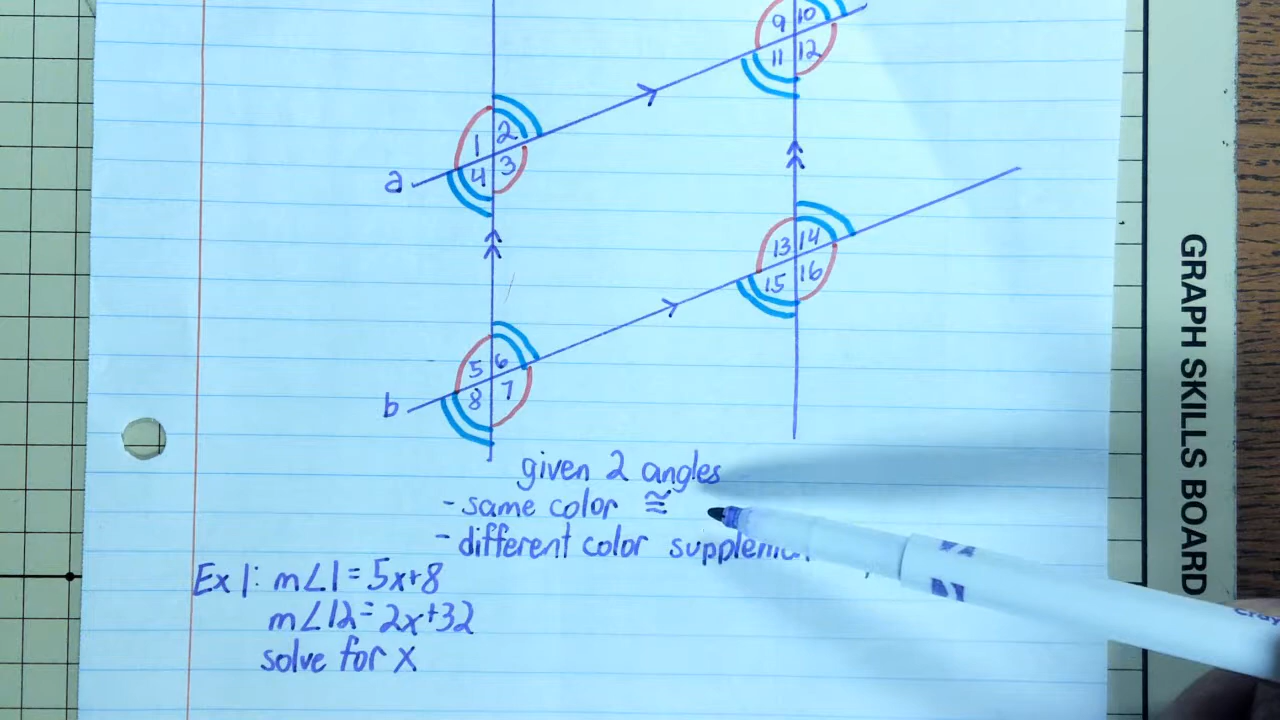 9 10
11 12
1 2
4 3
a
13 14
15 16
5 6
8 7
b
given 2 angles
- same color ≅
- different color
Ex 1: m∠1 = 5x+8
m∠12 = 2x+32
solve for x
GRAPH SKILLS BOARD